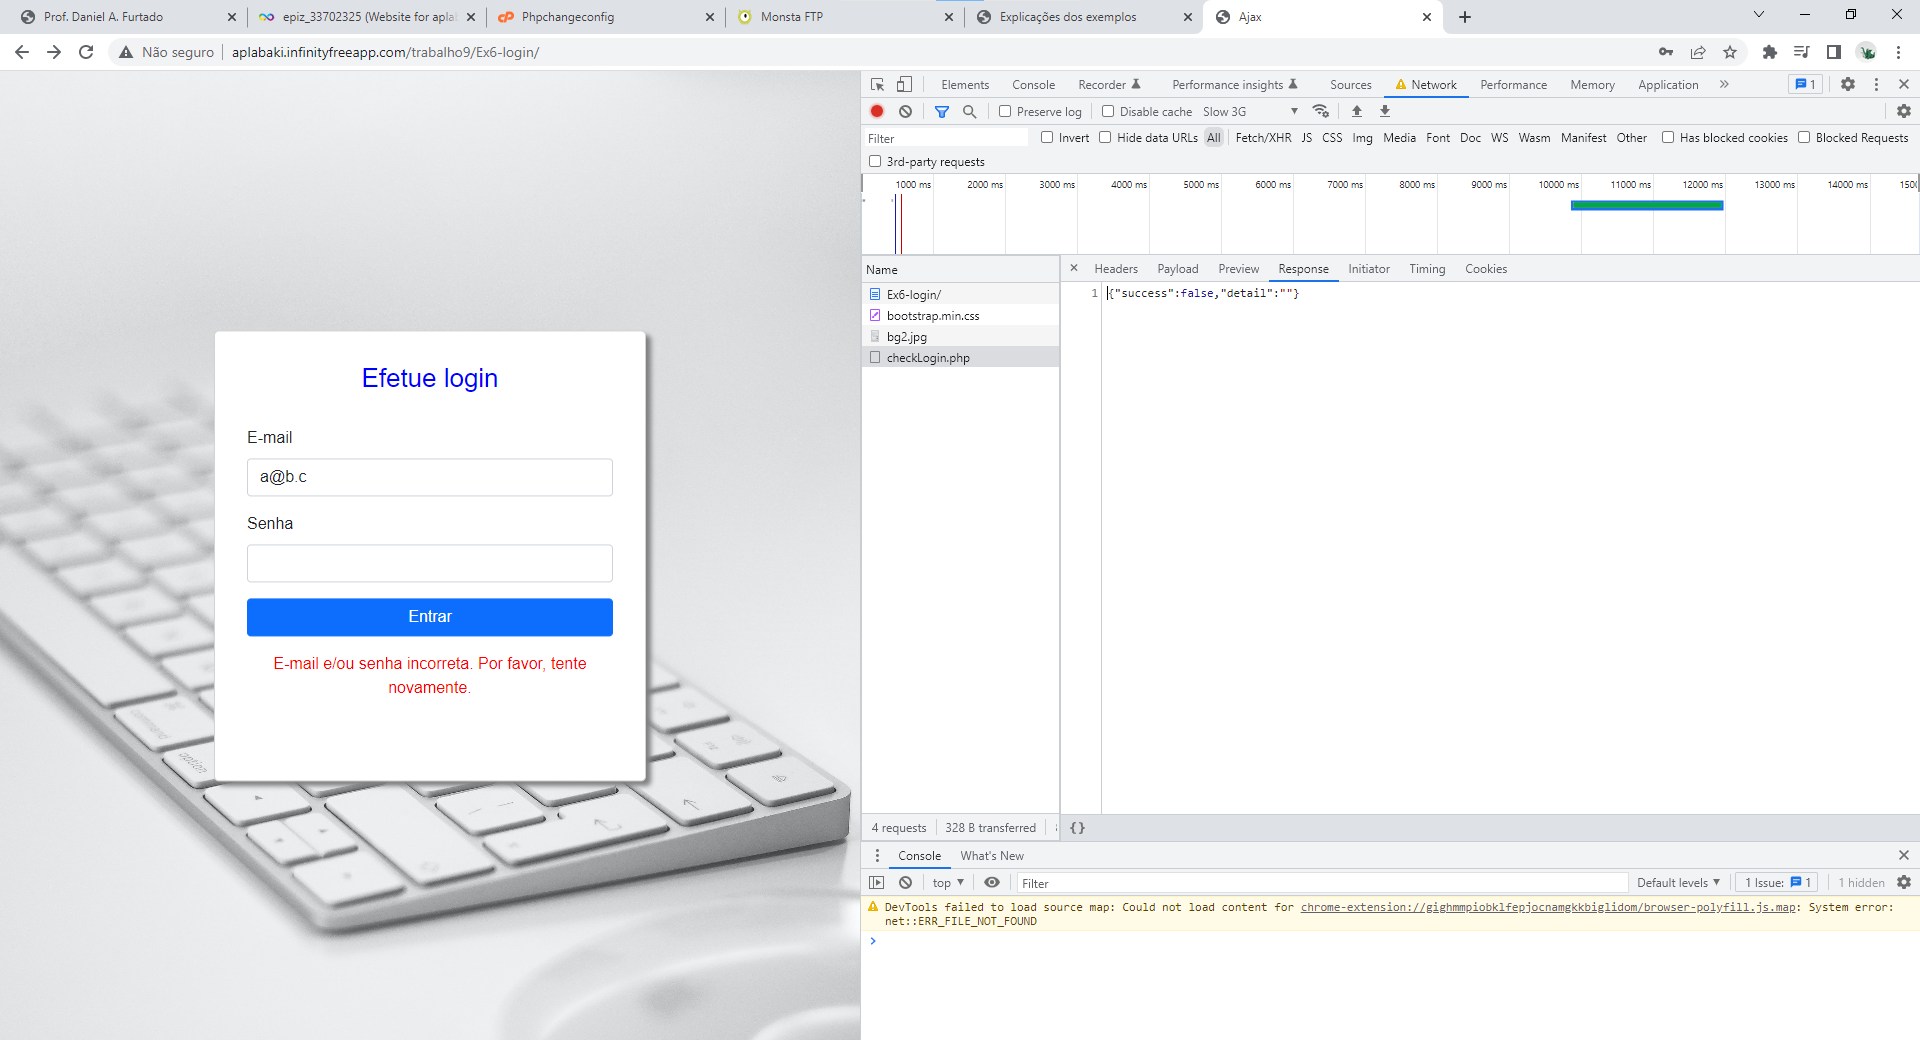 Prof. Daniel A. Furtado
epiz_33702325 (Website for apla
Phpchangeconfig
Monsta FTP
Explicações dos exemplos
Ajax
Não seguro
aplabaki.infinityfreeapp.com/trabalho9/Ex6-login/
Elements Console Recorder Performance insights Sources Network Performance Memory Application 1
Preserve log Disable cache Slow 3G
Filter Invert Hide data URLs All Fetch/XHR JS CSS Img Media Font Doc WS Wasm Manifest Other Has blocked cookies Blocked Requests
3rd-party requests
1000 ms 2000 ms 3000 ms 4000 ms 5000 ms 6000 ms 7000 ms 8000 ms 9000 ms 10000 ms 11000 ms 12000 ms 13000 ms 14000 ms 1500
Name
Headers Payload Preview Response Initiator Timing Cookies
Ex6-login/
bootstrap.min.css
bg2.jpg
checkLogin.php
1 {"success":false,"detail":""}
Efetue login
E-mail
a@b.c
Senha
Entrar
E-mail e/ou senha incorreta. Por favor, tente
novamente.
command
option
4 requests 328 B transferred
{}
Console What's New
top Filter Default levels 1 Issue: 1 1 hidden
DevTools failed to load source map: Could not load content for chrome-extension://gighmmpiobklfepjocnamgkkbiglidom/browser-polyfill.js.map: System error:
net::ERR_FILE_NOT_FOUND